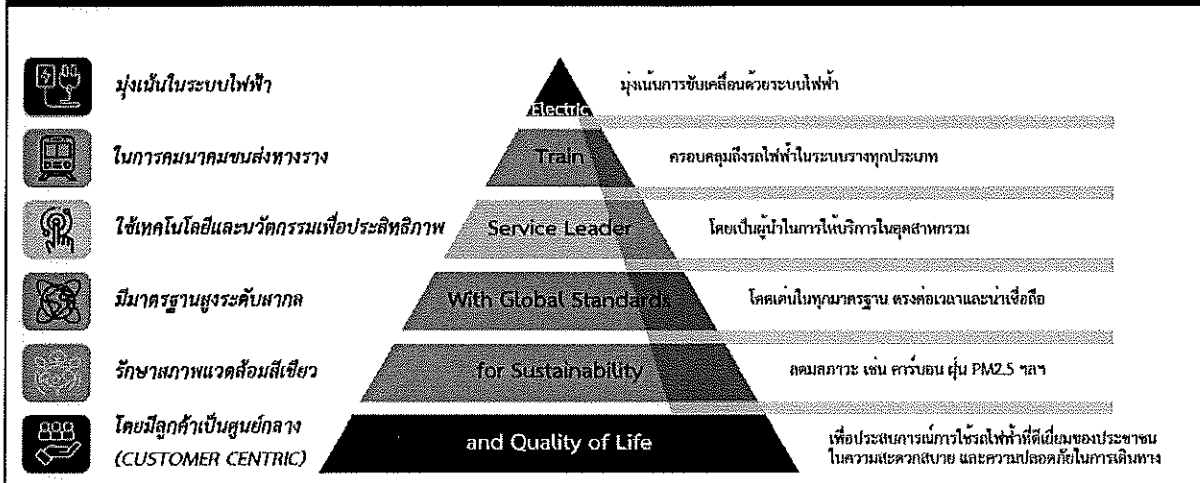 มุ่งเน้นในระบบไฟฟ้า
Electric
มุ่งเน้นการขับเคลื่อนด้วยระบบไฟฟ้า
ในการคมนาคมขนส่งทางราง
Train
ครอบคลุมถึงรถไฟฟ้าในระบบรางทุกประเภท
ใช้เทคโนโลยีและนวัตกรรมเพื่อประสิทธิภาพ
Service Leader
โดยเป็นผู้นำในการให้บริการในอุตสาหกรรม
มีมาตรฐานสูงระดับสากล
With Global Standards
โดดเด่นในทุกมาตรฐาน ตรงต่อเวลาและน่าเชื่อถือ
รักษาสภาพแวดล้อมสีเขียว
for Sustainability
ลดมลภาวะ เช่น คาร์บอน ฝุ่น PM2.5 ฯลฯ
โดยมีลูกค้าเป็นศูนย์กลาง
(CUSTOMER CENTRIC)
and Quality of Life
เพื่อประสบการณ์การใช้รถไฟฟ้าที่ดีเยี่ยมของประชาชน
ในความสะดวกสบาย และความปลอดภัยในการเดินทาง